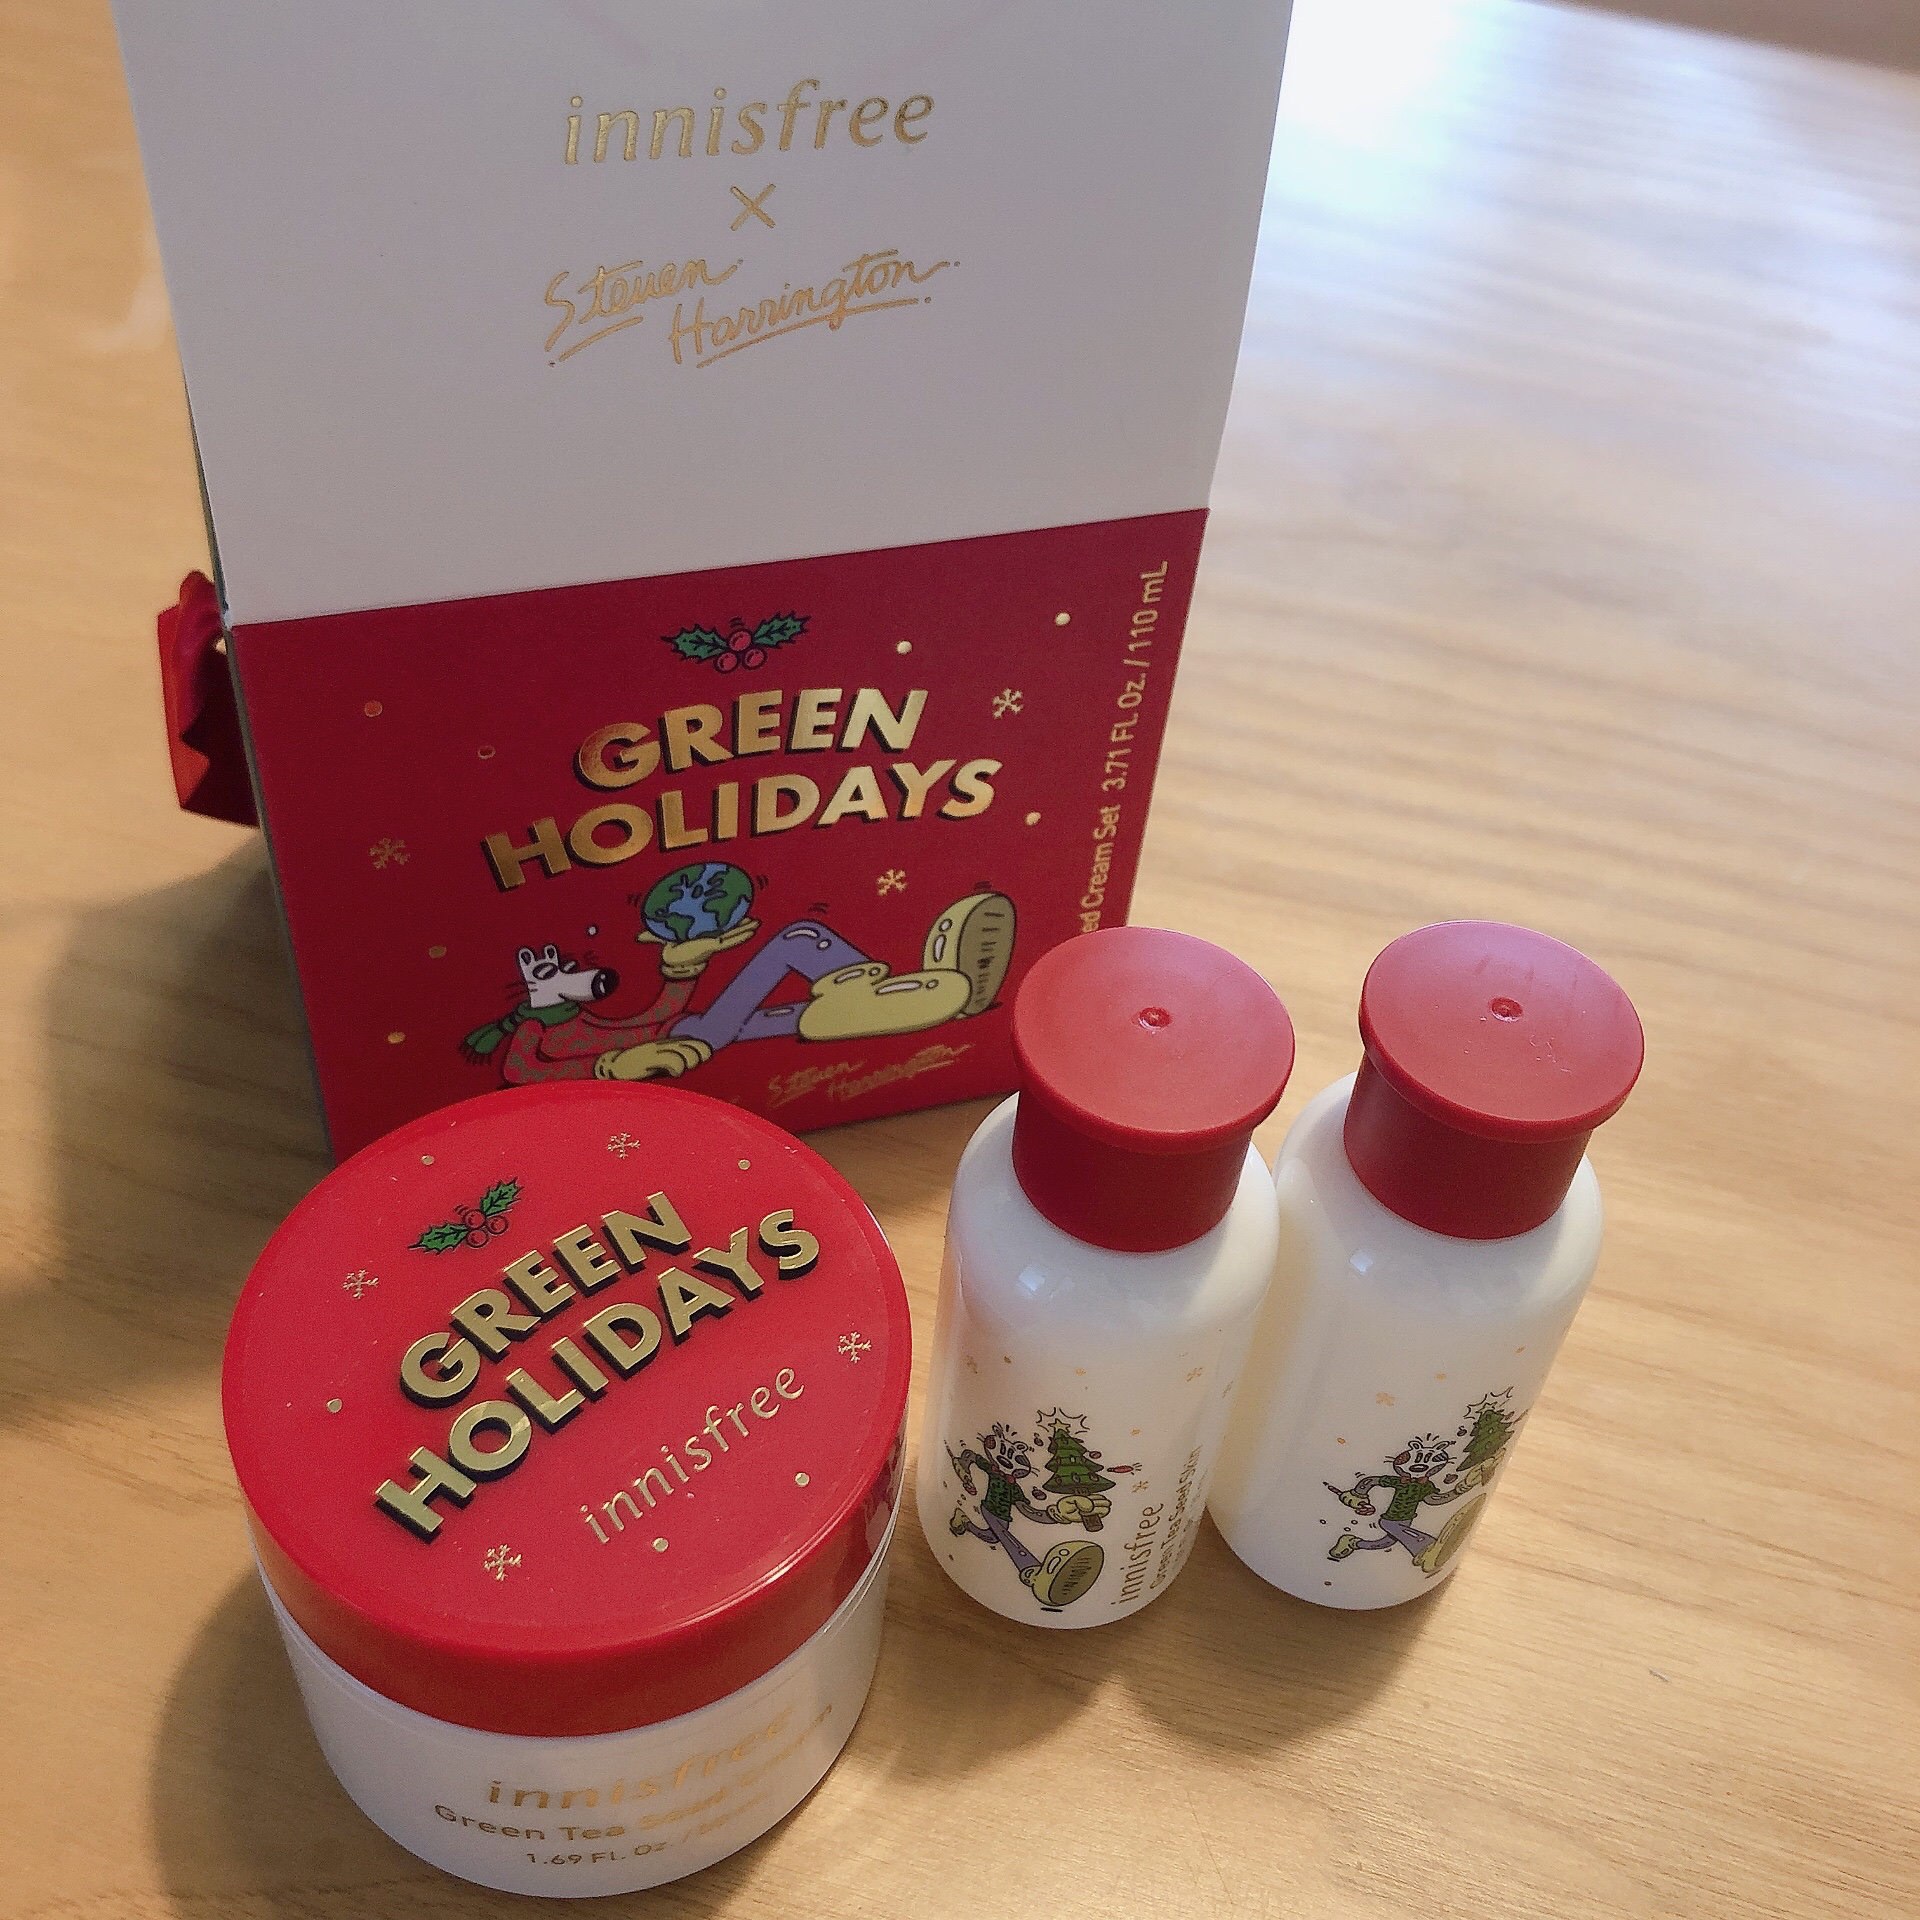 innisfree
×
Steven
Harrington
GREEN
HOLIDAYS
Cream Set 3.71 FL Oz. / 110 mL
Steven
Harrington
GREEN
HOLIDAYS
innisfree
innisfree
Green Tea Seed
1.69 FL. Oz
innisfree
Green Tea Seed Skin